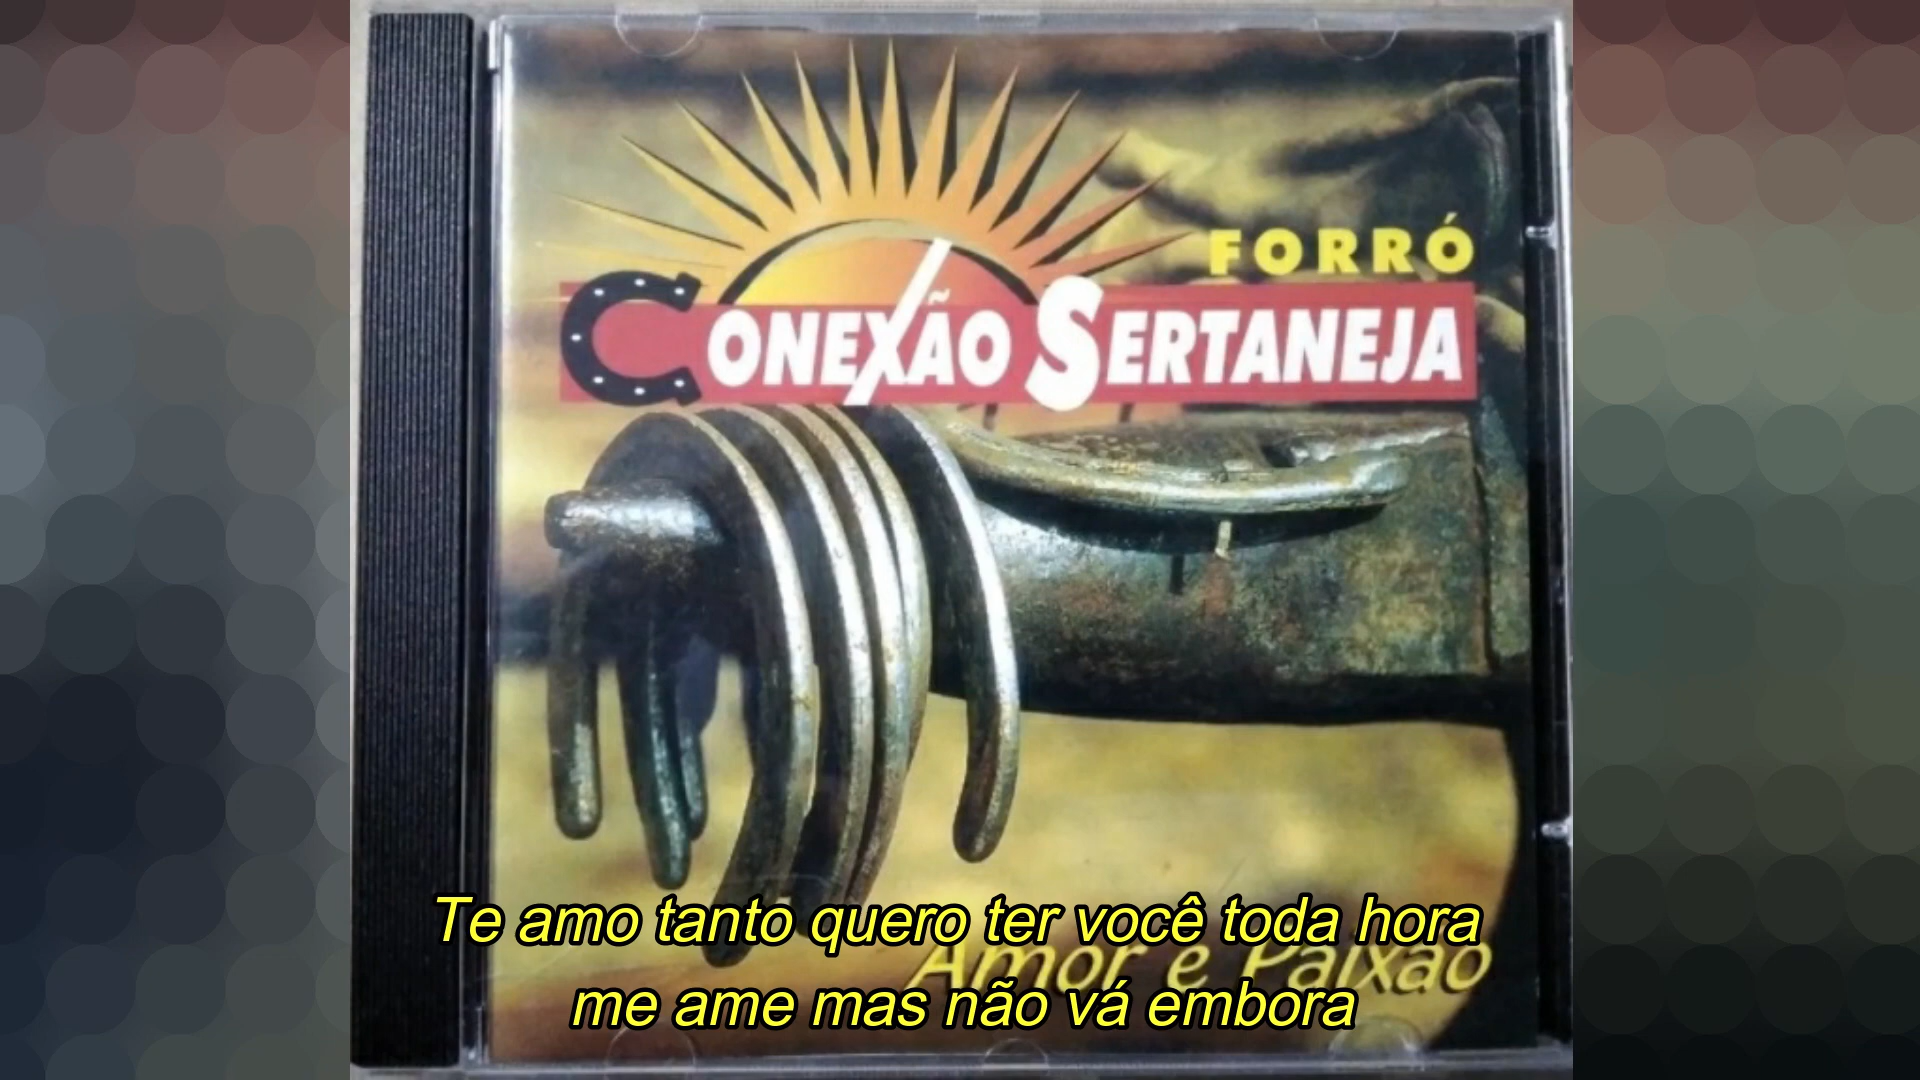 FORRÓ
CONEXÃO SERTANEJA
Amor e Paixão
Te amo tanto quero ter você toda hora
me ame mas não vá embora